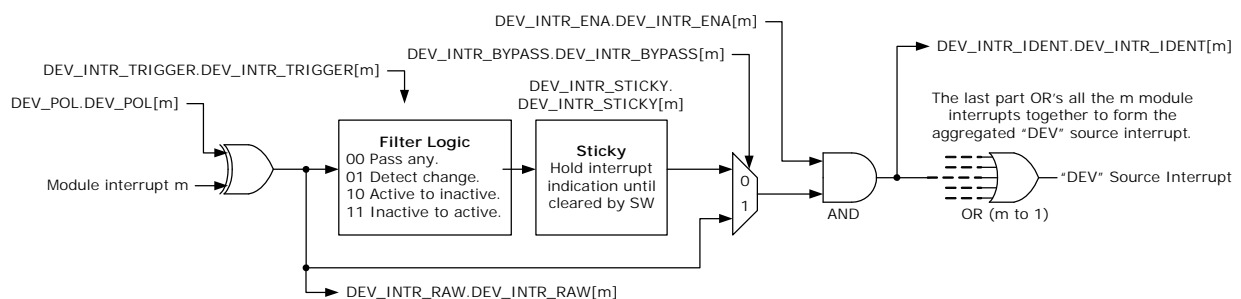 DEV_INTR_ENA.DEV_INTR_ENA[m]
DEV_INTR_BYPASS.DEV_INTR_BYPASS[m]
DEV_INTR_IDENT.DEV_INTR_IDENT[m]
DEV_INTR_TRIGGER.DEV_INTR_TRIGGER[m]
DEV_INTR_STICKY.
DEV_INTR_STICKY[m]
DEV_POL.DEV_POL[m]
The last part OR's all the m module
interrupts together to form the
aggregated "DEV" source interrupt.
Filter Logic
00 Pass any.
01 Detect change.
10 Active to inactive.
11 Inactive to active.
Sticky
Hold interrupt
indication until
cleared by SW
0
1
Module interrupt m
"DEV" Source Interrupt
AND
OR (m to 1)
DEV_INTR_RAW.DEV_INTR_RAW[m]